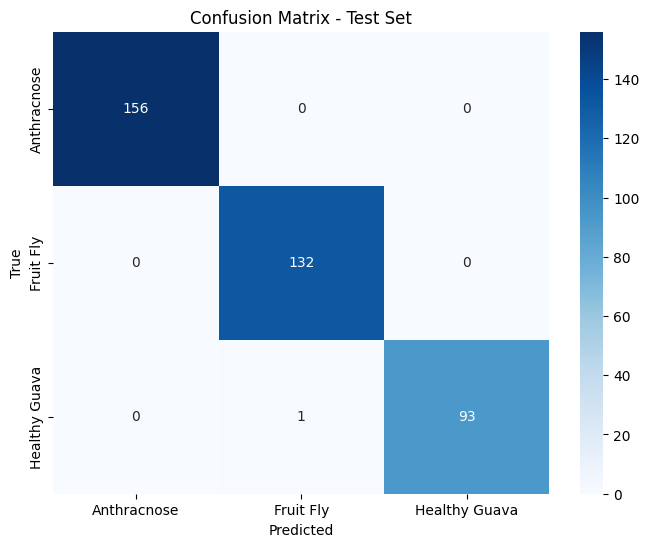 Confusion Matrix - Test Set
Anthracnose
156
0
0
Fruit Fly
0
132
0
Healthy Guava
0
1
93
True
Anthracnose
Fruit Fly
Healthy Guava
Predicted
140
120
100
80
60
40
20
0